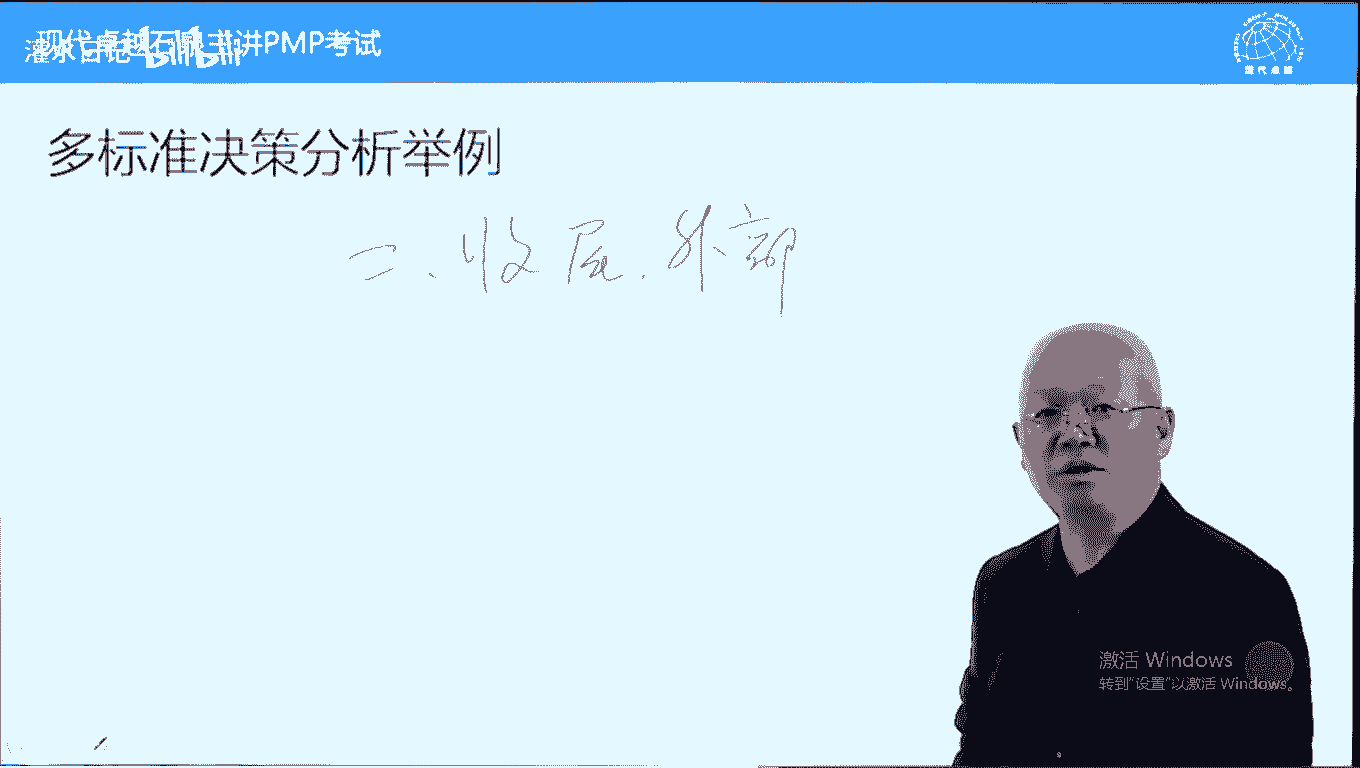 现代卓越石泉主讲PMP考试
灌水日记 bilibili
现代卓越
多标准决策分析举例
二、收尾.外部
激活 Windows
转到“设置”以激活 Windows。